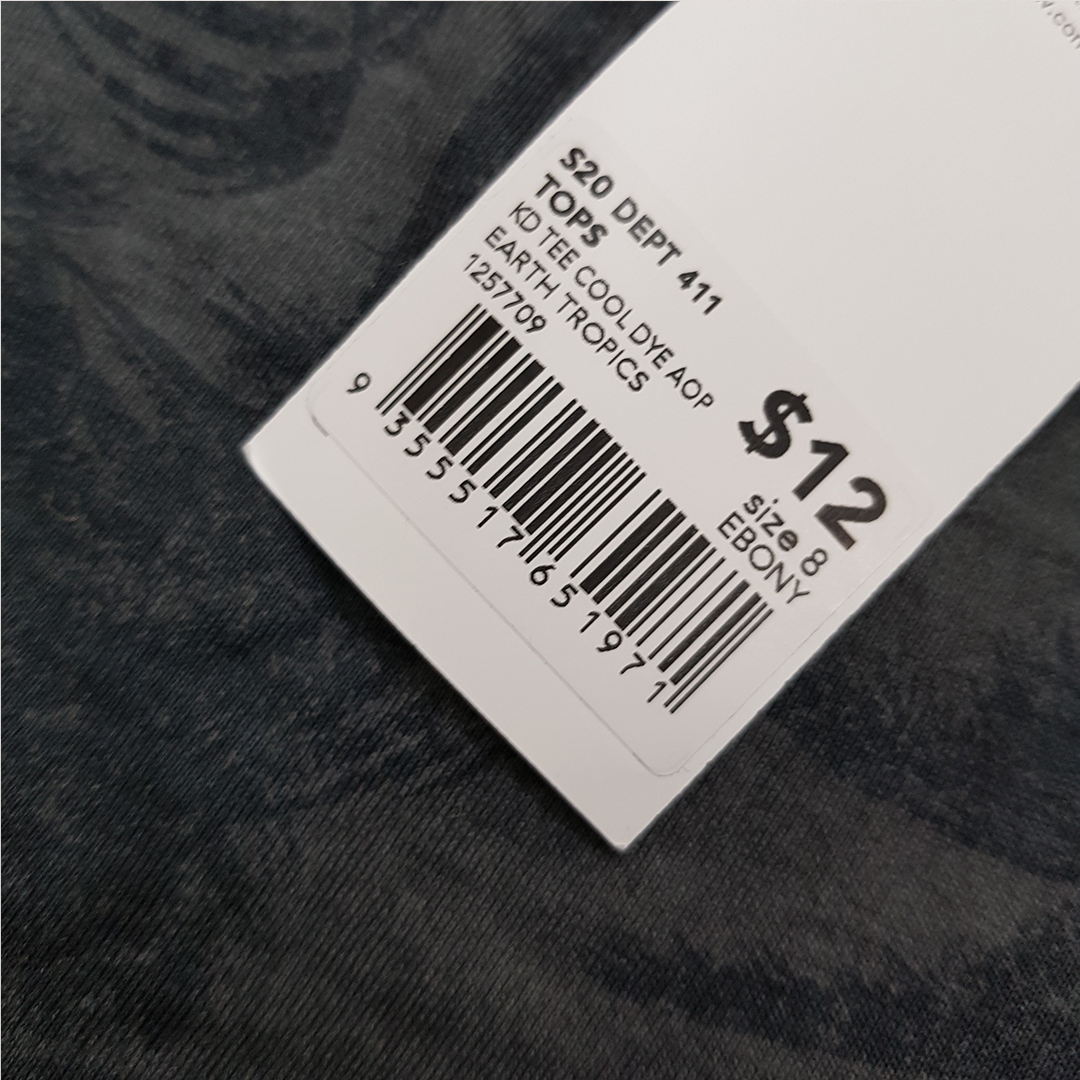 S20 DEPT 411
TOPS
KD TEE COOL DYE AOP
EARTH TROPICS
1257709
$12
size 8
EBONY
9 355517 651971